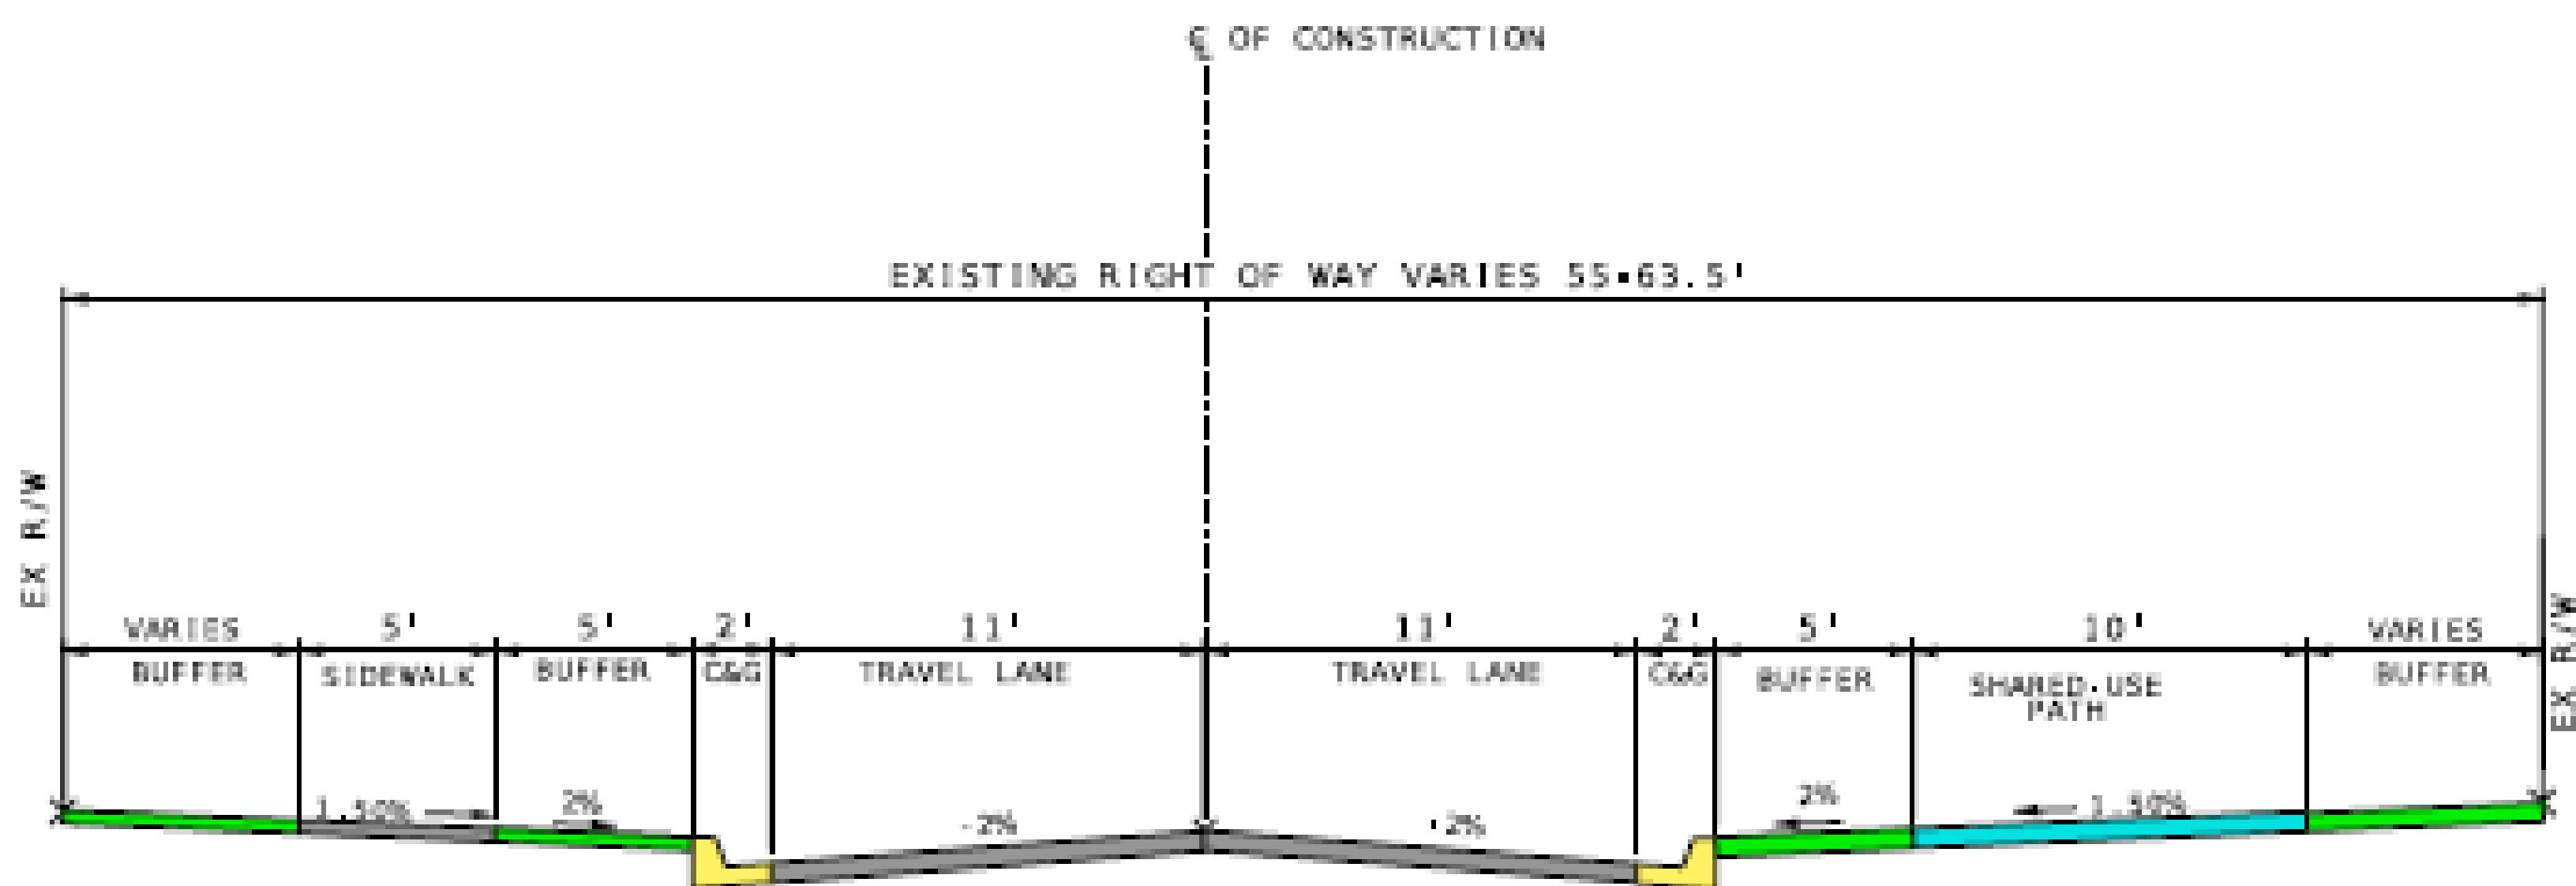 ℄ OF CONSTRUCTION
EXISTING RIGHT OF WAY VARIES 55-63.5'
EX R/W
EX R/W
VARIES 5' 5' 2' 11' 11' 2' 5' 10' VARIES
BUFFER SIDEWALK BUFFER C&G TRAVEL LANE TRAVEL LANE C&G BUFFER SHARED-USE BUFFER
PATH
1.50% 2% -2% -2% 2% 1.50%